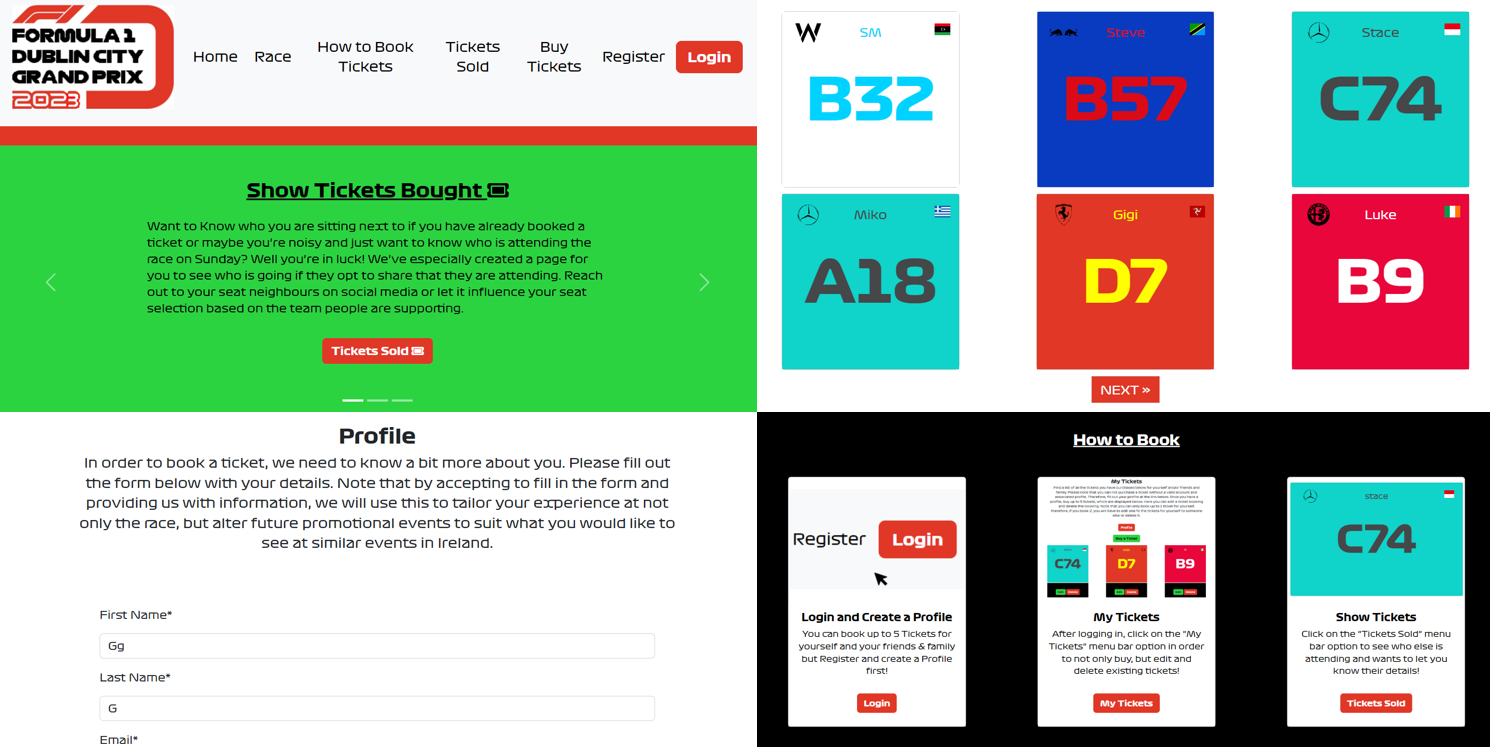 FORMULA 1
DUBLIN CITY
GRAND PRIX
2023
Home
Race
How to Book
Tickets
Tickets
Sold
Buy
Tickets
Register
Login
Show Tickets Bought
Want to Know who you are sitting next to if you have already booked a
ticket or maybe you're noisy and just want to know who is attending the
race on Sunday? Well you're in luck! We've especially created a page for
you to see who is going if they opt to share that they are attending. Reach
out to your seat neighbours on social media or let it influence your seat
selection based on the team people are supporting.
Tickets Sold
SM
B32
Steve
B57
Stace
C74
Miko
A18
Gigi
D7
Luke
B9
NEXT »
Profile
In order to book a ticket, we need to know a bit more about you. Please fill out
the form below with your details. Note that by accepting to fill in the form and
providing us with information, we will use this to tailor your experience at not
only the race, but alter future promotional events to suit what you would like to
see at similar events in Ireland.
First Name*
Gg
Last Name*
G
Email*
How to Book
Register
Login
Login and Create a Profile
You can book up to 5 Tickets for
yourself and your friends & family
but Register and create a Profile
first!
Login
My Tickets
Profile
Buy a Ticket
C74
D7
B9
My Tickets
After logging in, click on the "My
Tickets" menu bar option in order
to not only buy, but edit and
delete existing tickets!
My Tickets
stace
C74
Show Tickets
Click on the "Tickets Sold" menu
bar option to see who else is
attending and wants to let you
know their details!
Tickets Sold